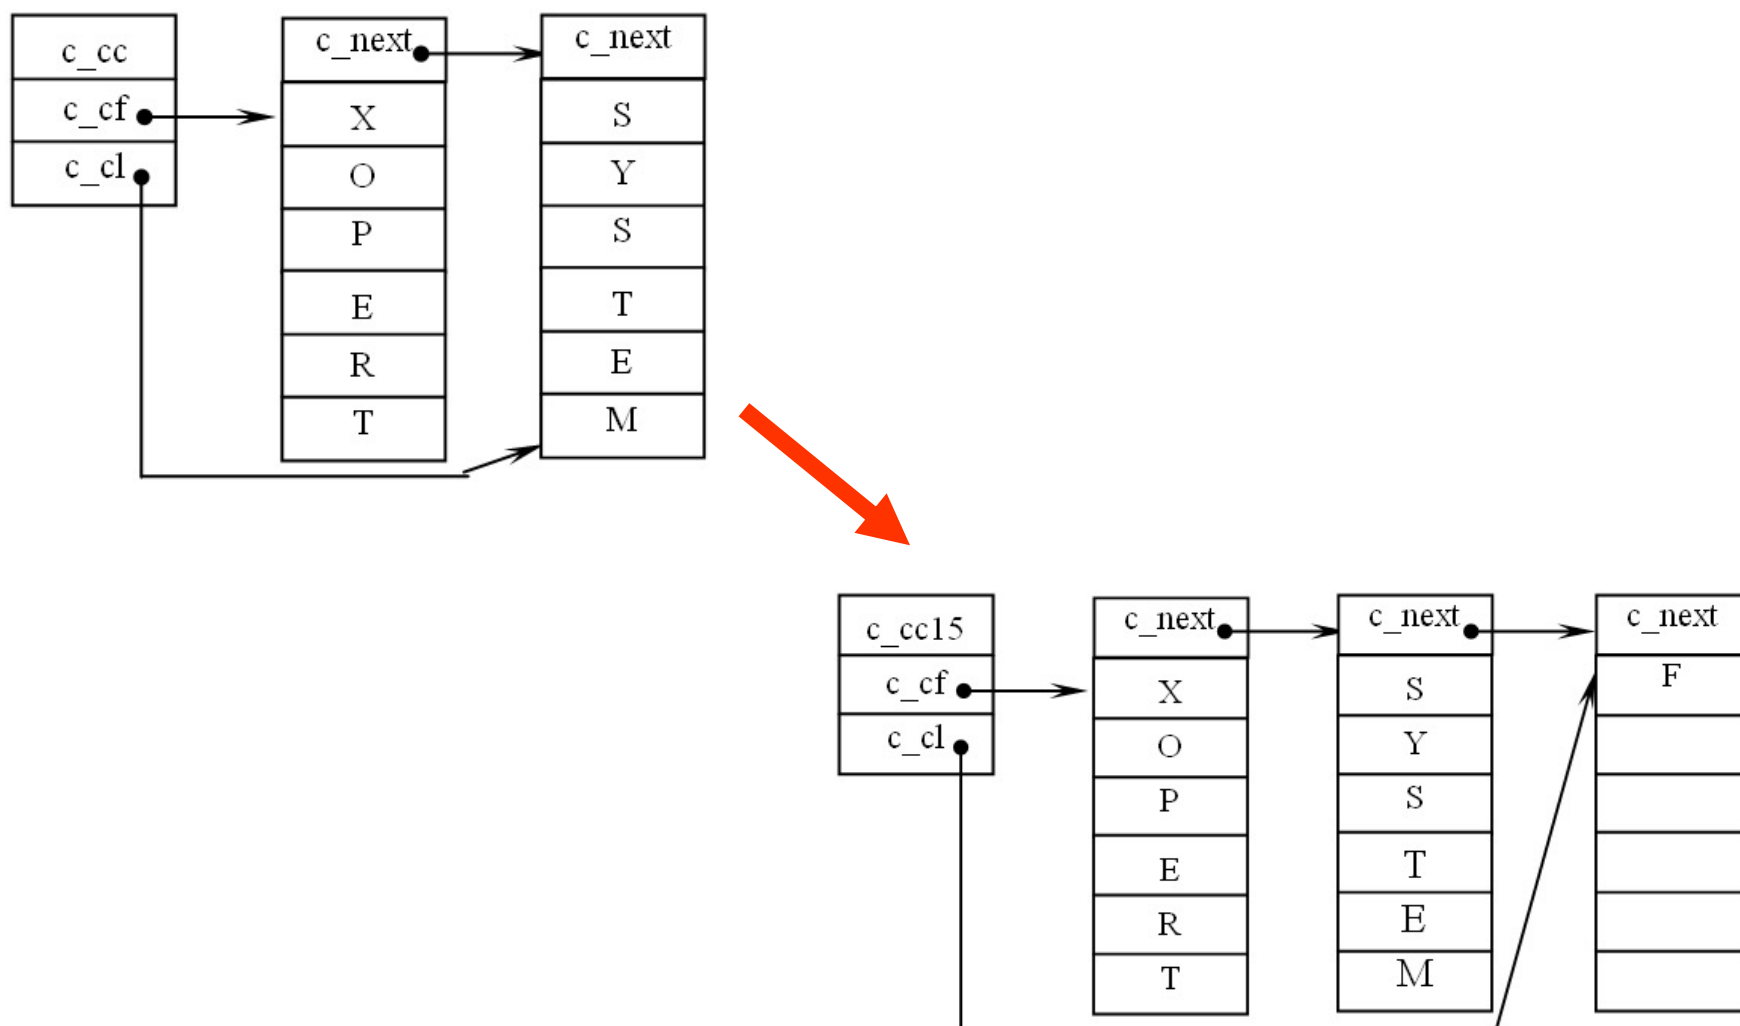 c_cc
c_cf
c_cl
c_next
X
O
P
E
R
T
c_next
S
Y
S
T
E
M
c_cc15
c_cf
c_cl
c_next
X
O
P
E
R
T
c_next
S
Y
S
T
E
M
c_next
F